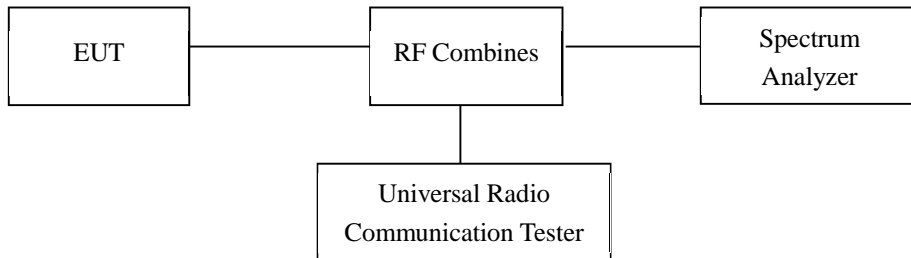 EUT
RF Combines
Spectrum
Analyzer
Universal Radio
Communication Tester